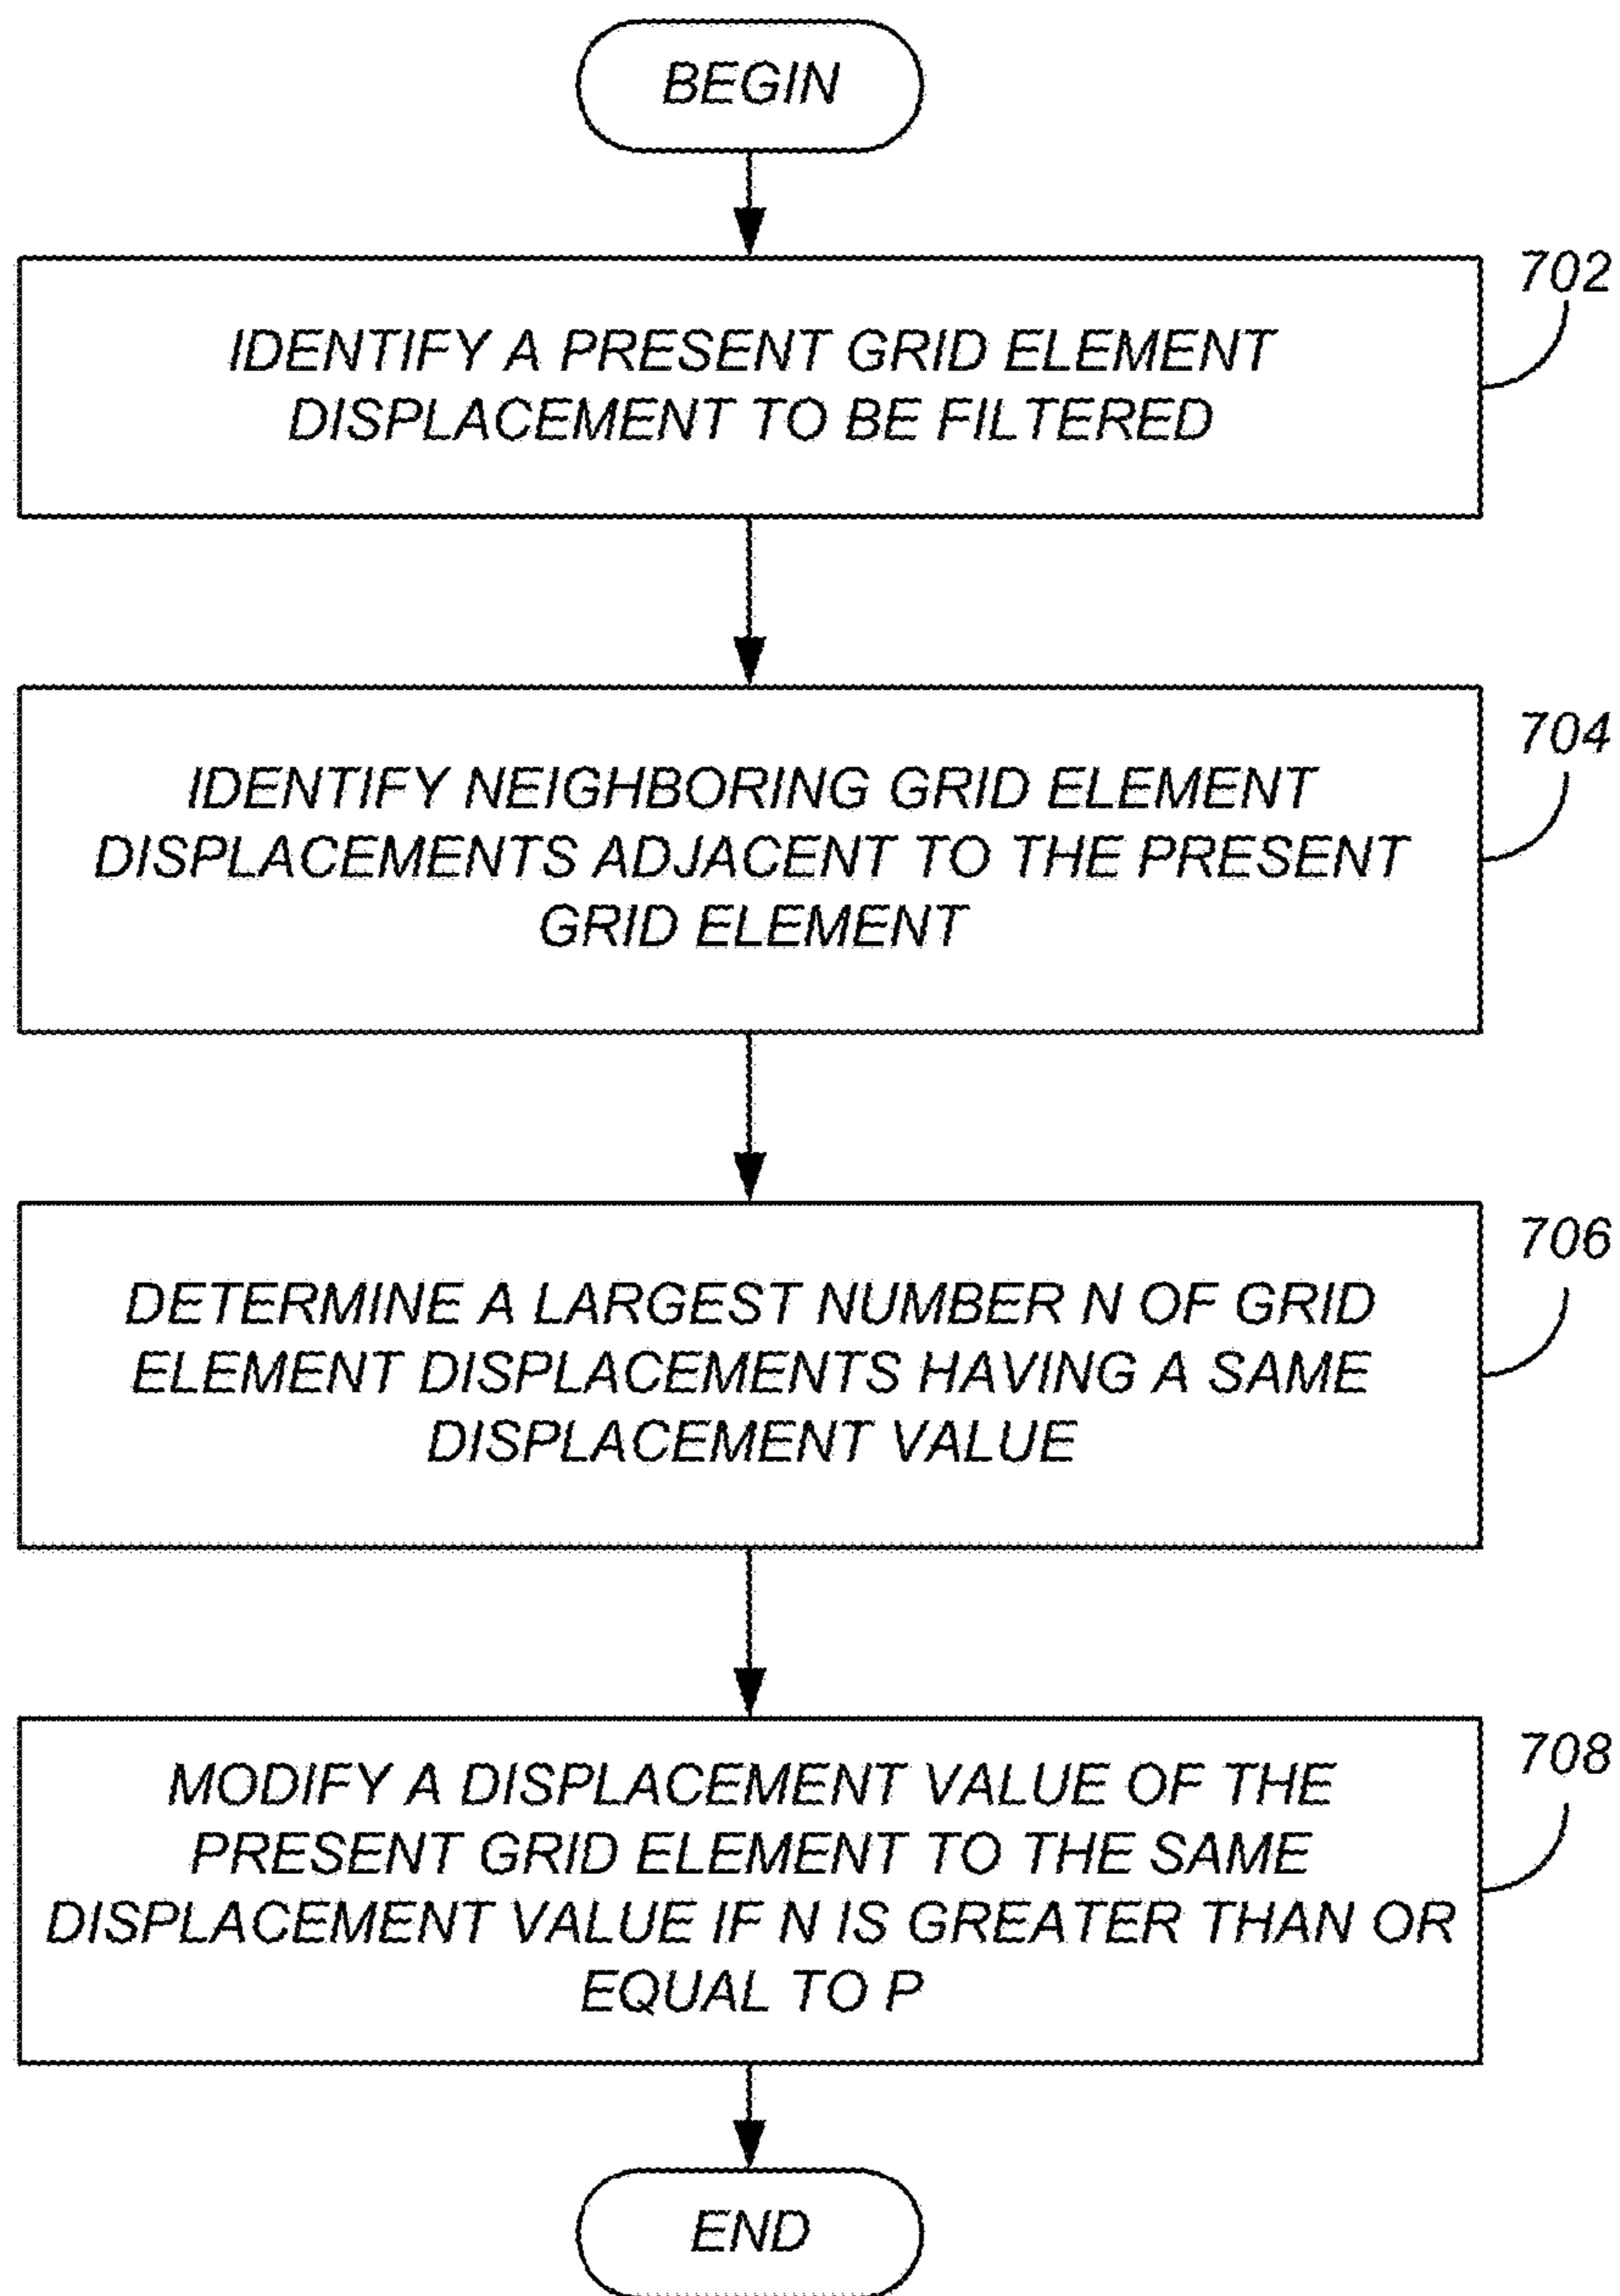 BEGIN
702
IDENTIFY A PRESENT GRID ELEMENT
DISPLACEMENT TO BE FILTERED
704
IDENTIFY NEIGHBORING GRID ELEMENT
DISPLACEMENTS ADJACENT TO THE PRESENT
GRID ELEMENT
706
DETERMINE A LARGEST NUMBER N OF GRID
ELEMENT DISPLACEMENTS HAVING A SAME
DISPLACEMENT VALUE
708
MODIFY A DISPLACEMENT VALUE OF THE
PRESENT GRID ELEMENT TO THE SAME
DISPLACEMENT VALUE IF N IS GREATER THAN OR
EQUAL TO P
END